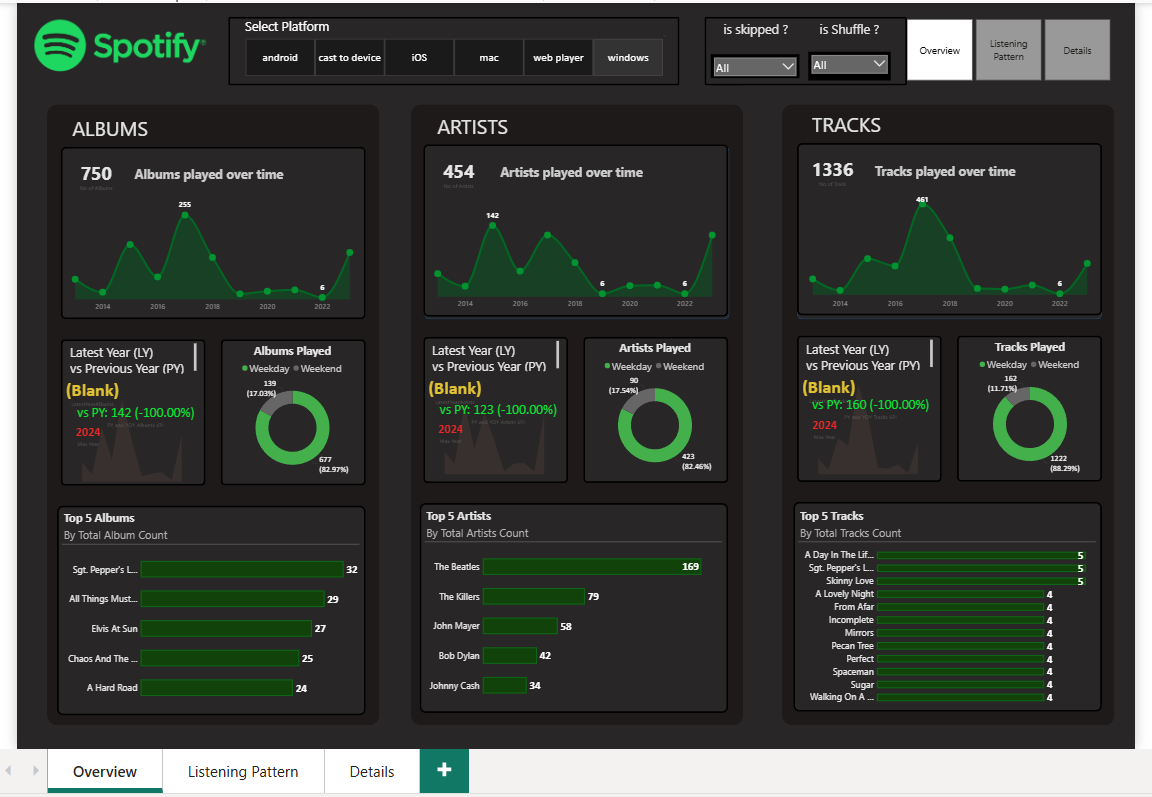 Spotify
Select Platform
android
cast to device
iOS
mac
web player
windows
is skipped ?
All
is Shuffle ?
All
Overview
Listening
Pattern
Details
ALBUMS
750
No of Albums
Albums played over time
255
6
2014 2016 2018 2020 2022
Latest Year (LY)
vs Previous Year (PY)
(Blank)
vs PY: 142 (-100.00%)
2024
Max Year
Albums Played
Weekday Weekend
139
(17.03%)
677
(82.97%)
Top 5 Albums
By Total Album Count
Sgt. Pepper's L... 32
All Things Must... 29
Elvis At Sun 27
Chaos And The ... 25
A Hard Road 24
ARTISTS
454
No of Artists
Artists played over time
142
6
6
2014 2016 2018 2020 2022
Latest Year (LY)
vs Previous Year (PY)
(Blank)
vs PY: 123 (-100.00%)
2024
Max Year
Artists Played
Weekday Weekend
90
(17.54%)
423
(82.46%)
Top 5 Artists
By Total Artists Count
The Beatles 169
The Killers 79
John Mayer 58
Bob Dylan 42
Johnny Cash 34
TRACKS
1336
No of Track
Tracks played over time
461
6
2014 2016 2018 2020 2022
Latest Year (LY)
vs Previous Year (PY)
(Blank)
vs PY: 160 (-100.00%)
2024
Max Year
Tracks Played
Weekday Weekend
162
(11.71%)
1222
(88.29%)
Top 5 Tracks
By Total Tracks Count
A Day In The Lif... 5
Sgt. Pepper's L... 5
Skinny Love 5
A Lovely Night 4
From Afar 4
Incomplete 4
Mirrors 4
Pecan Tree 4
Perfect 4
Spaceman 4
Sugar 4
Walking On A ... 4
Overview
Listening Pattern
Details
+